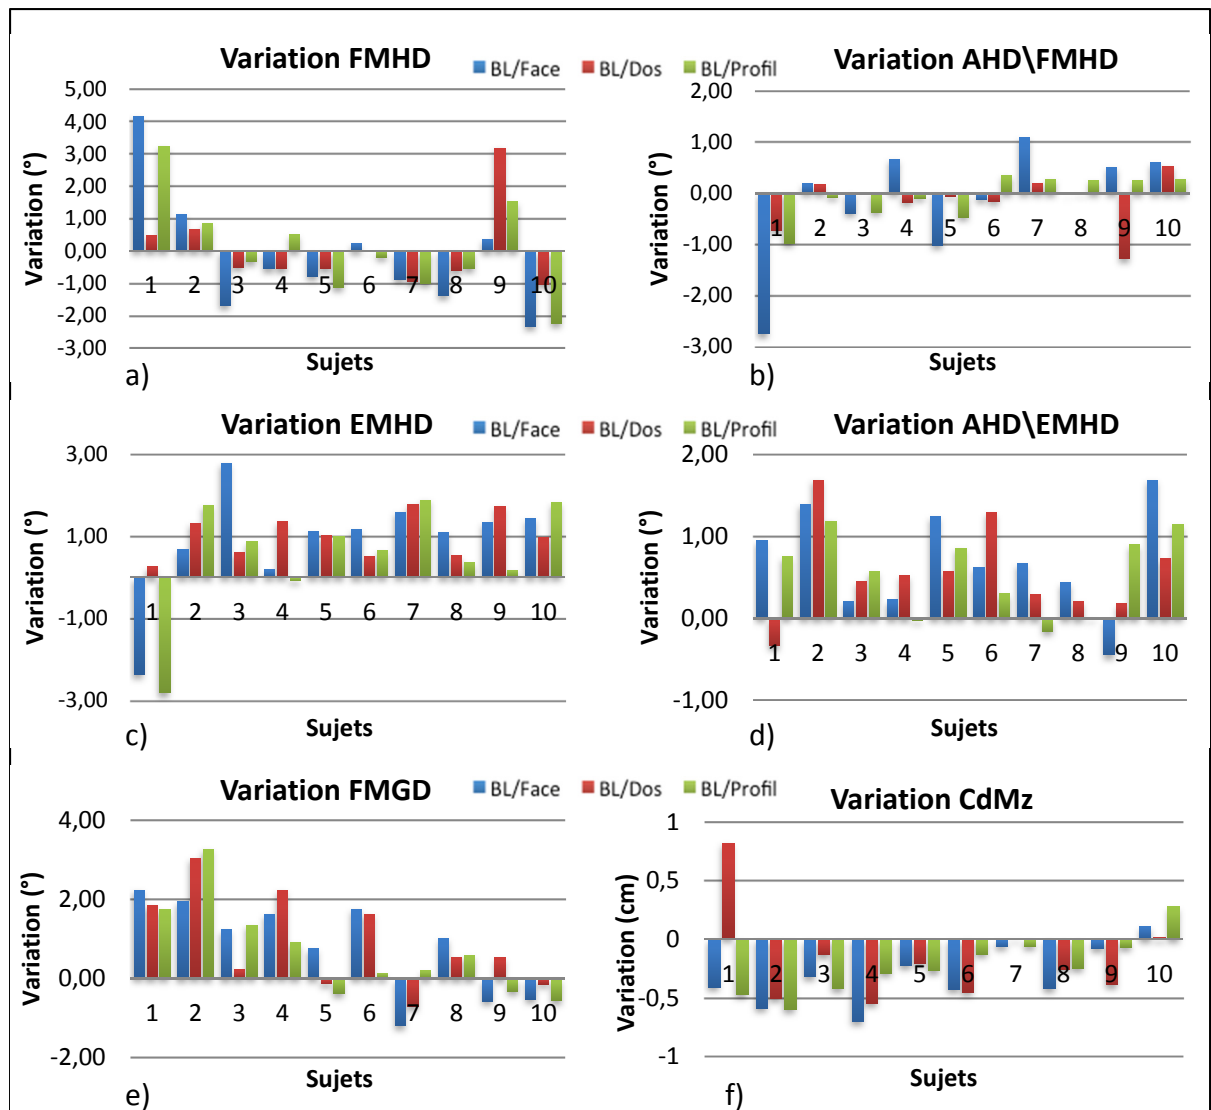 Variation FMHD
BL/Face BL/Dos BL/Profil
Variation AHD\FMHD
5,00
4,00
3,00
2,00
1,00
0,00
-1,00
-2,00
-3,00
Variation (°)
1 2 3 4 5 6 7 8 9 10
Sujets
a)
2,00
1,00
0,00
-1,00
-2,00
-3,00
Variation (°)
1 2 3 4 5 6 7 8 9 10
Sujets
b)
Variation EMHD
BL/Face BL/Dos BL/Profil
Variation AHD\EMHD
3,00
1,00
-1,00
-3,00
Variation (°)
1 2 3 4 5 6 7 8 9 10
Sujets
c)
2,00
1,00
0,00
-1,00
Variation (°)
1 2 3 4 5 6 7 8 9 10
Sujets
d)
Variation FMGD
BL/Face BL/Dos BL/Profil
Variation CdMz
4,00
2,00
0,00
-2,00
Variation (°)
1 2 3 4 5 6 7 8 9 10
Sujets
e)
1
0,5
0
-0,5
-1
Variation (cm)
1 2 3 4 5 6 7 8 9 10
Sujets
f)